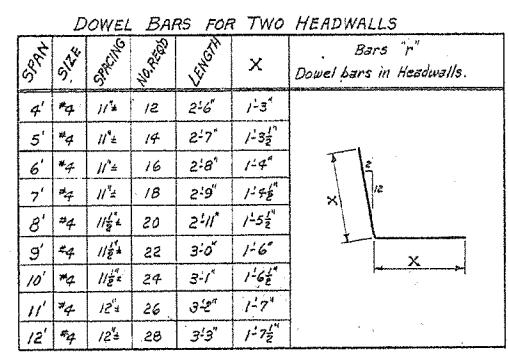 DOWEL BARS FOR TWO HEADWALLS
SPAN SIZE SPACING NO. REQD LENGTH X Bars "r"
Dowel bars in Headwalls.
4' #4 11"± 12 2'-6" 1'-3"
5' #4 11"± 14 2'-7" 1'-3½"
6' #4 11"± 16 2'-8" 1'-4"
7' #4 11"± 18 2'-9" 1'-4½"
8' #4 11½"± 20 2'-11" 1'-5½"
9' #4 11½"± 22 3'-0" 1'-6"
10' #4 11½"± 24 3'-1" 1'-6½"
11' #4 12"± 26 3'-2" 1'-7"
12' #4 12"± 28 3'-3" 1'-7½"
2
12
X
X